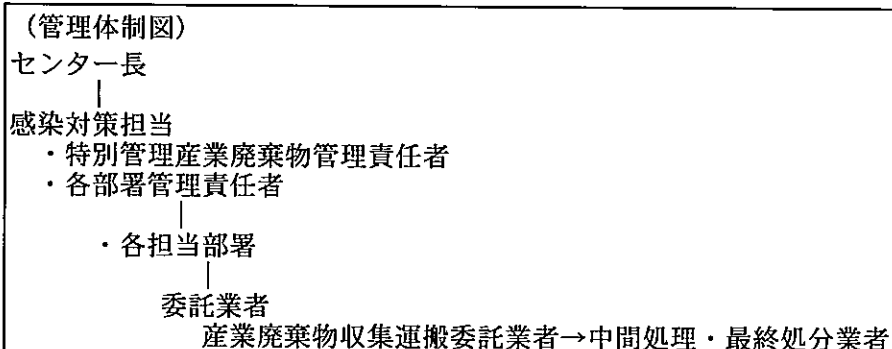 （管理体制図）
センター長
感染対策担当
・特別管理産業廃棄物管理責任者
・各部署管理責任者
・各担当部署
委託業者
産業廃棄物収集運搬委託業者→中間処理・最終処分業者